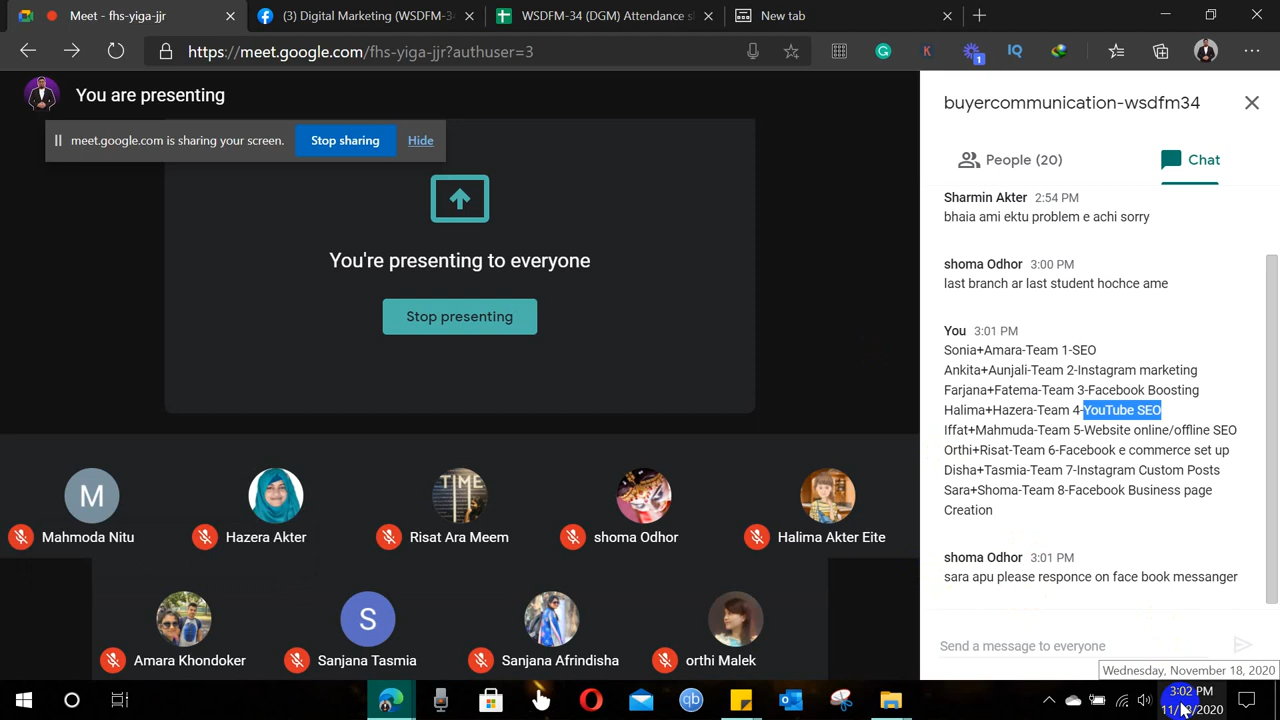 Meet - fhs-yiga-jjr
(3) Digital Marketing (WSDFM-34
WSDFM-34 (DGM) Attendance s
New tab
https://meet.google.com/fhs-yiga-jjr?authuser=3
You are presenting
meet.google.com is sharing your screen.
Stop sharing
Hide
You're presenting to everyone
Stop presenting
M
Mahmoda Nitu
Hazera Akter
TIME
Risat Ara Meem
shoma Odhor
Halima Akter Eite
Amara Khondoker
S
Sanjana Tasmia
Sanjana Afrindisha
orthi Malek
buyercommunication-wsdfm34
People (20)
Chat
Sharmin Akter 2:54 PM
bhaia ami ektu problem e achi sorry
shoma Odhor 3:00 PM
last branch ar last student hochce ame
You 3:01 PM
Sonia+Amara-Team 1-SEO
Ankita+Aunjali-Team 2-Instagram marketing
Farjana+Fatema-Team 3-Facebook Boosting
Halima+Hazera-Team 4-YouTube SEO
Iffat+Mahmuda-Team 5-Website online/offline SEO
Orthi+Risat-Team 6-Facebook e commerce set up
Disha+Tasmia-Team 7-Instagram Custom Posts
Sara+Shoma-Team 8-Facebook Business page
Creation
shoma Odhor 3:01 PM
sara apu please responce on face book messanger
Send a message to everyone
Wednesday, November 18, 2020
3:02 PM
K
1
IQ
qb